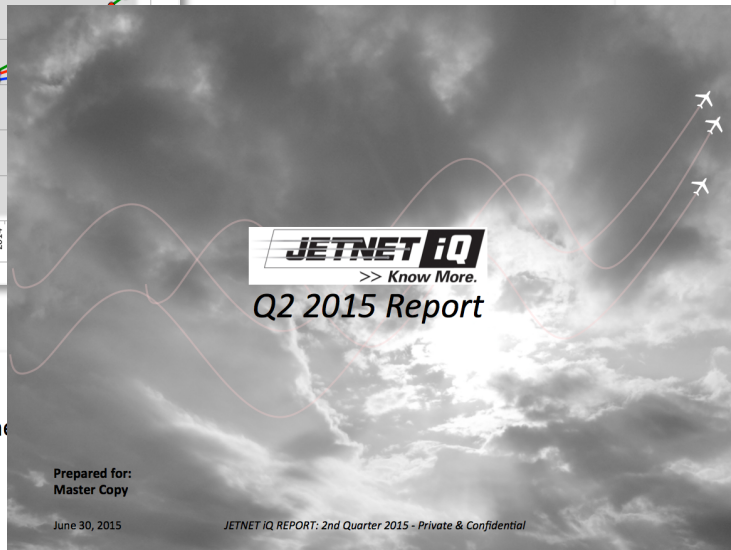 JETNET iQ
>> Know More.
Q2 2015 Report
Prepared for:
Master Copy
June 30, 2015
JETNET iQ REPORT: 2nd Quarter 2015 - Private & Confidential